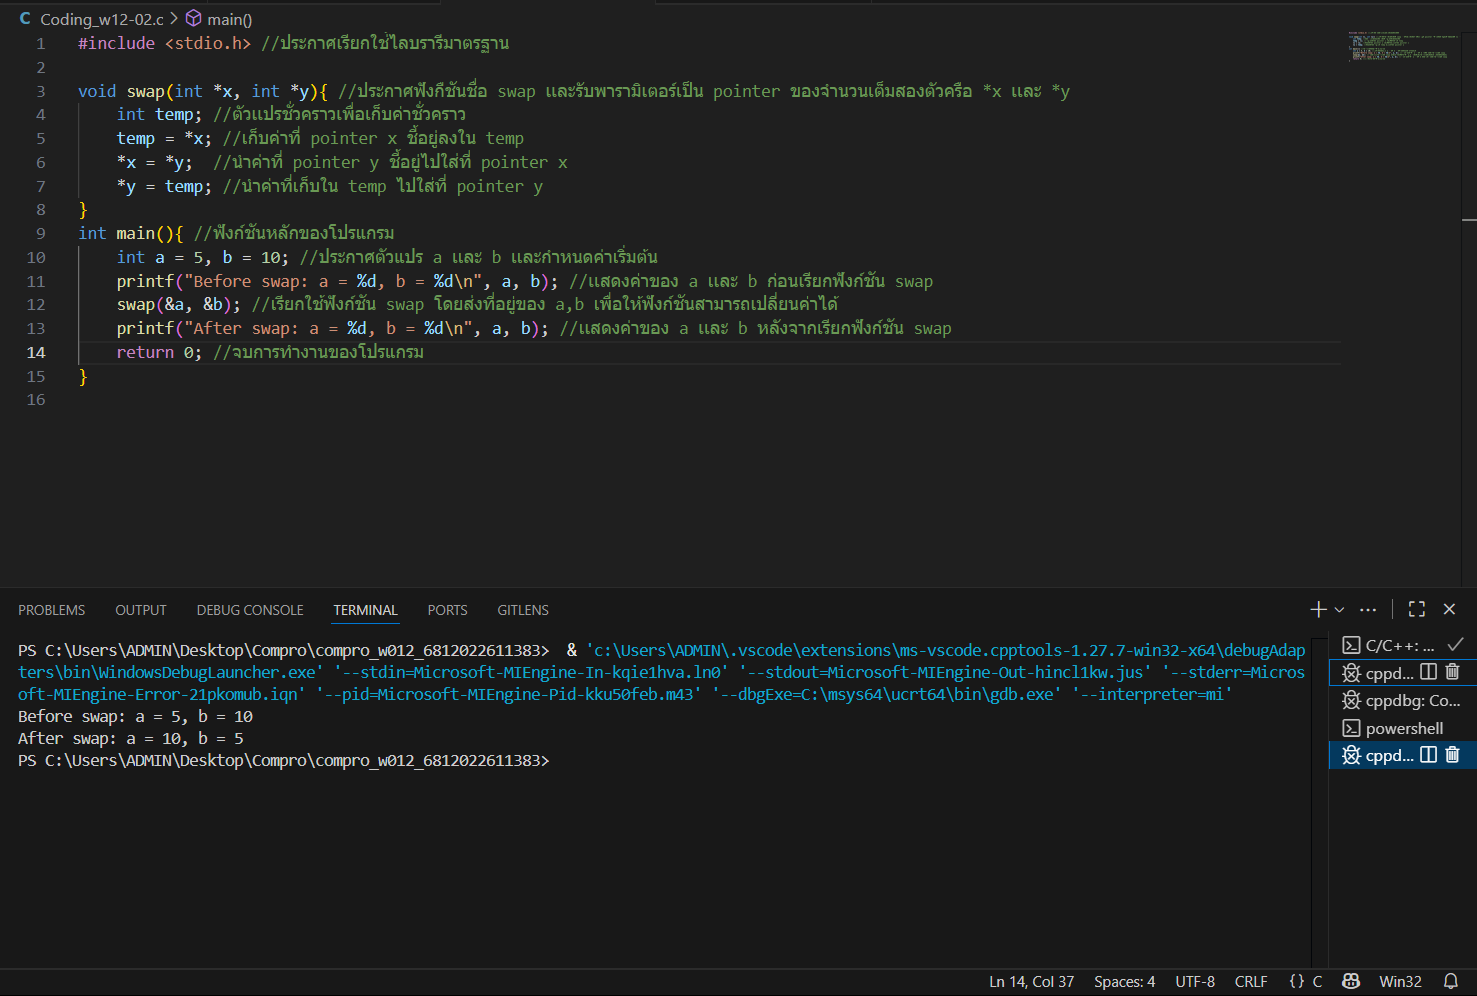 Coding_w12-02.c > main()
1 #include <stdio.h> //ประกาศเรียกใช้ไลบรารีมาตรฐาน
2
3 void swap(int *x, int *y){ //ประกาศฟังกืชันชื่อ swap และรับพารามิเตอร์เป็น pointer ของจำนวนเต็มสองตัวครือ *x และ *y
4 int temp; //ตัวแปรชั่วคราวเพื่อเก็บค่าชั่วคราว
5 temp = *x; //เก็บค่าที่ pointer x ชี้อยู่ลงใน temp
6 *x = *y;  //นำค่าที่ pointer y ชี้อยู่ไปใส่ที่ pointer x
7 *y = temp; //นำค่าที่เก็บใน temp ไปใส่ที่ pointer y
8 }
9 int main(){ //ฟังก์ชันหลักของโปรแกรม
10 int a = 5, b = 10; //ประกาศตัวแปร a และ b และกำหนดค่าเริ่มต้น
11 printf("Before swap: a = %d, b = %d\n", a, b); //แสดงค่าของ a และ b ก่อนเรียกฟังก์ชัน swap
12 swap(&a, &b); //เรียกใช้ฟังก์ชัน swap โดยส่งที่อยู่ของ a,b เพื่อให้ฟังก์ชันสามารถเปลี่ยนค่าได้
13 printf("After swap: a = %d, b = %d\n", a, b); //แสดงค่าของ a และ b หลังจากเรียกฟังก์ชัน swap
14 return 0; //จบการทำงานของโปรแกรม
15 }
16
PROBLEMS OUTPUT DEBUG CONSOLE TERMINAL PORTS GITLENS
PS C:\Users\ADMIN\Desktop\Compro\compro_w012_6812022611383>  & 'c:\Users\ADMIN\.vscode\extensions\ms-vscode.cpptools-1.27.7-win32-x64\debugAdap
ters\bin\WindowsDebugLauncher.exe' '--stdin=Microsoft-MIEngine-In-kqie1hva.ln0' '--stdout=Microsoft-MIEngine-Out-hincl1kw.jus' '--stderr=Micros
oft-MIEngine-Error-21pkomub.iqn' '--pid=Microsoft-MIEngine-Pid-kku50feb.m43' '--dbgExe=C:\msys64\ucrt64\bin\gdb.exe' '--interpreter=mi'
Before swap: a = 5, b = 10
After swap: a = 10, b = 5
PS C:\Users\ADMIN\Desktop\Compro\compro_w012_6812022611383>
C/C++: ...
cppd...
cppdbg: Co...
powershell
cppd...
Ln 14, Col 37 Spaces: 4 UTF-8 CRLF {} C Win32